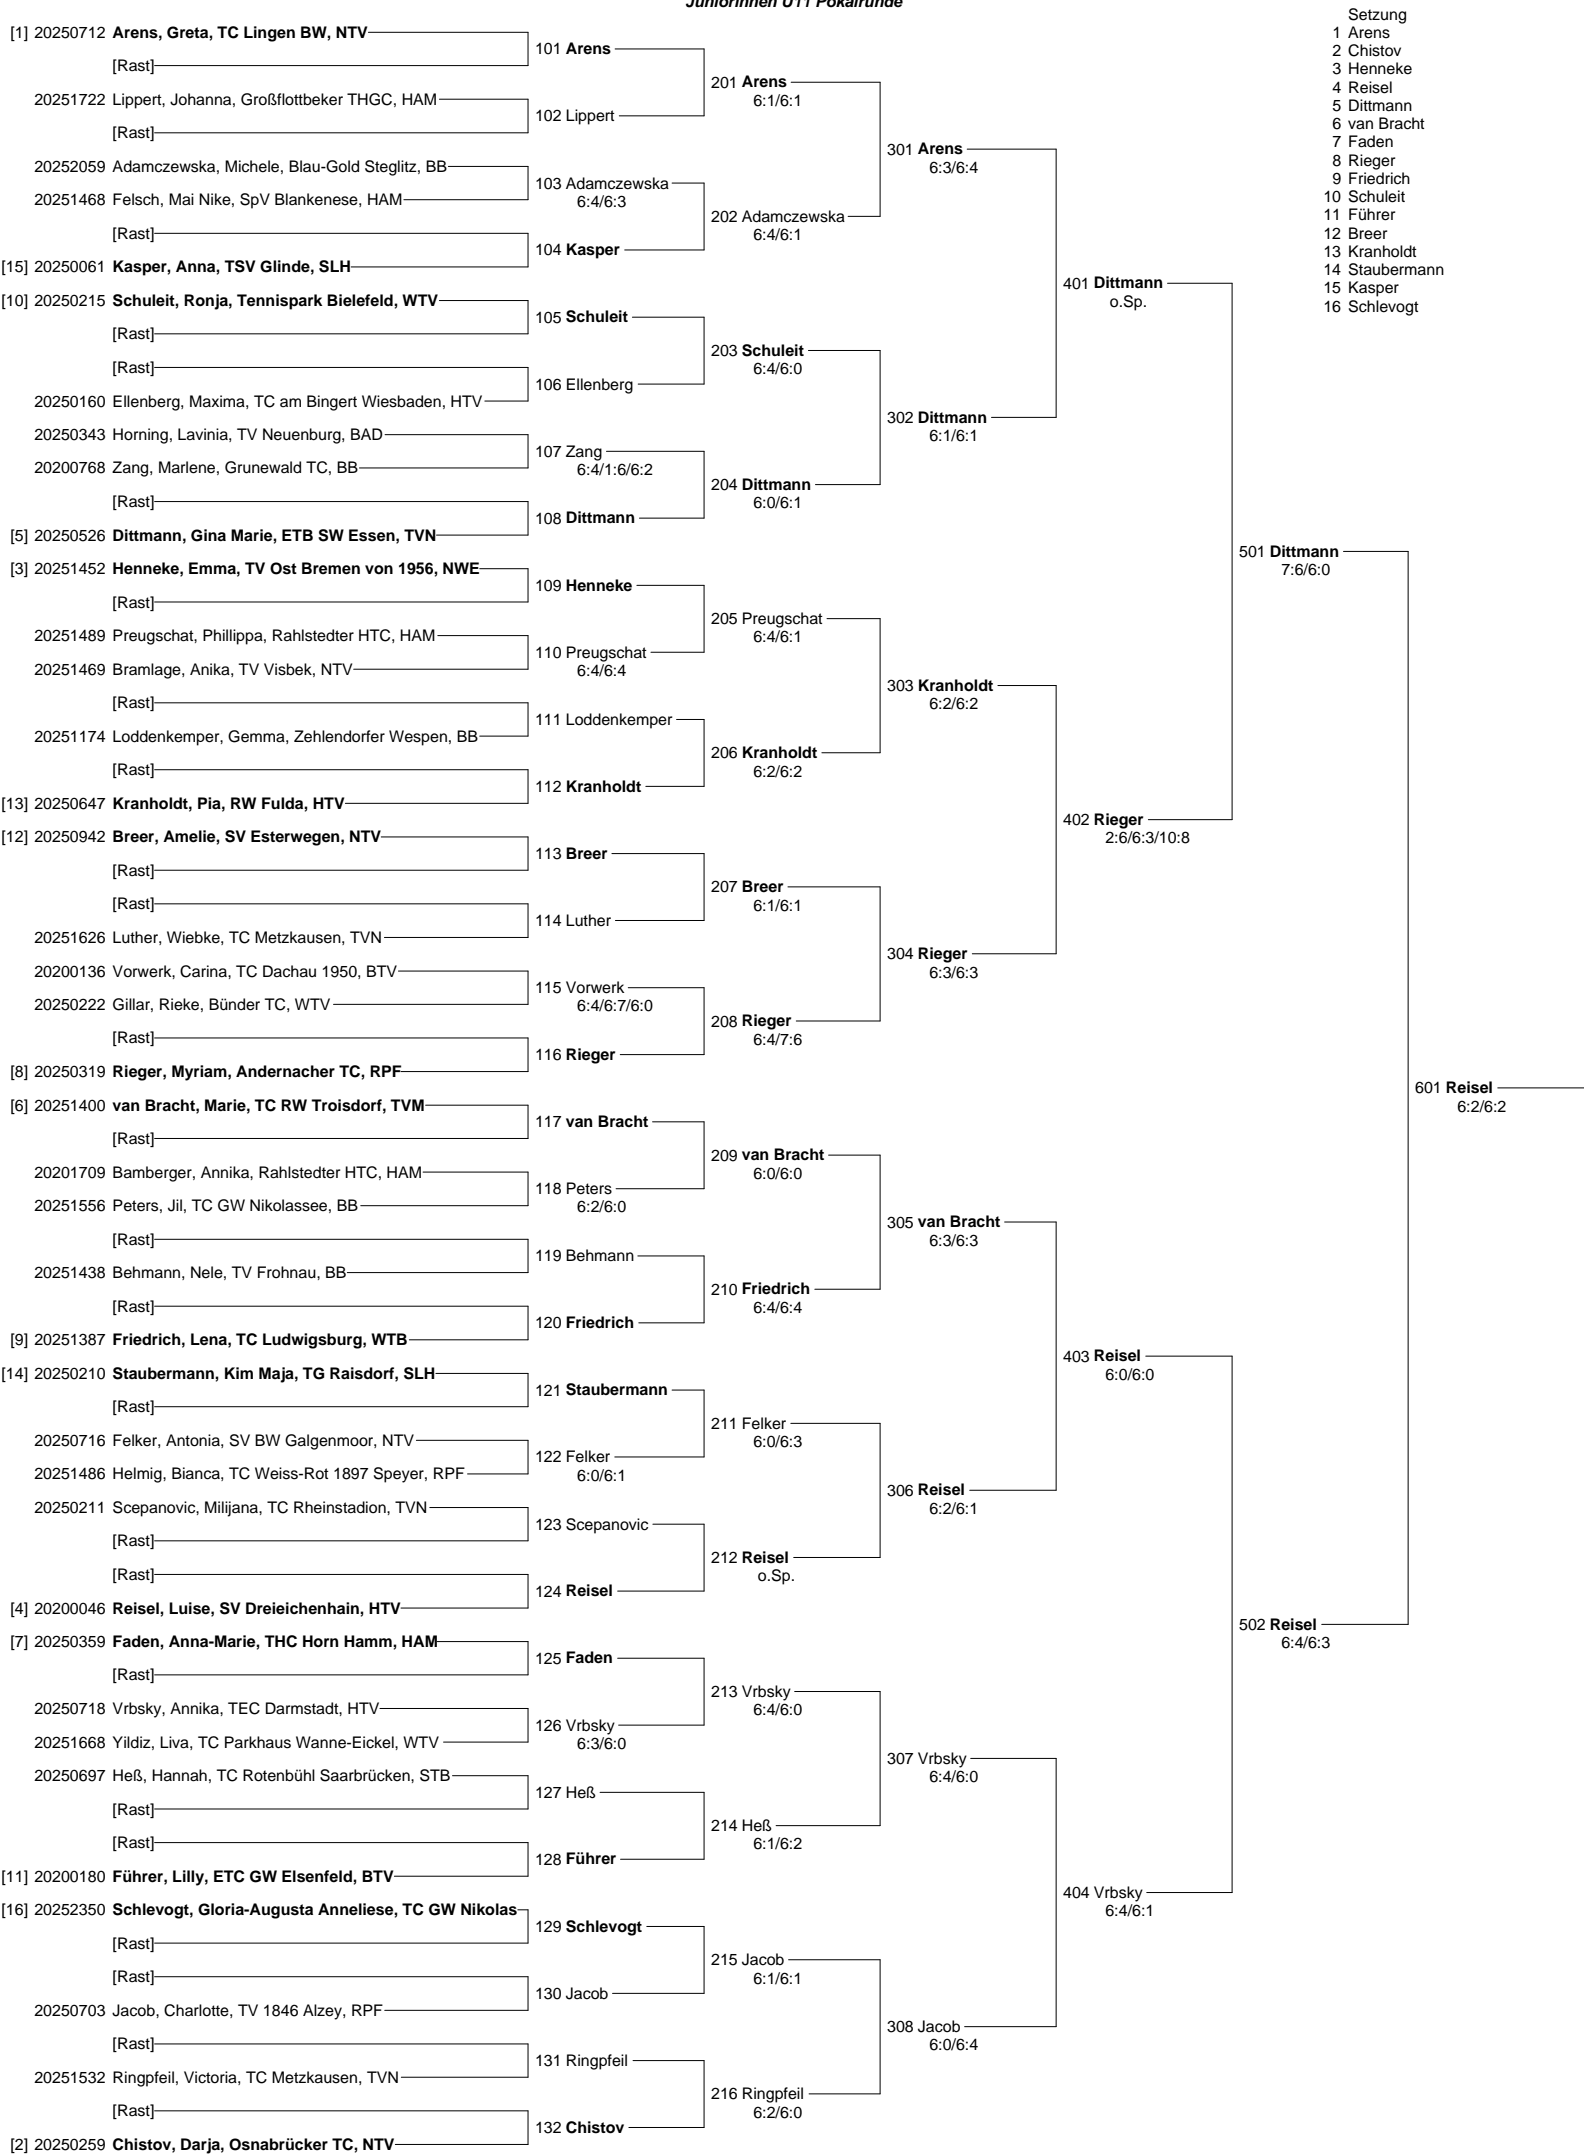 Juniorinnen U11 Pokalrunde
Setzung
1 Arens
2 Chistov
3 Henneke
4 Reisel
5 Dittmann
6 van Bracht
7 Faden
8 Rieger
9 Friedrich
10 Schuleit
11 Führer
12 Breer
13 Kranholdt
14 Staubermann
15 Kasper
16 Schlevogt
[1] 20250712 Arens, Greta, TC Lingen BW, NTV
[Rast]
20251722 Lippert, Johanna, Großflottbeker THGC, HAM
[Rast]
20252059 Adamczewska, Michele, Blau-Gold Steglitz, BB
20251468 Felsch, Mai Nike, SpV Blankenese, HAM
[Rast]
[15] 20250061 Kasper, Anna, TSV Glinde, SLH
[10] 20250215 Schuleit, Ronja, Tennispark Bielefeld, WTV
[Rast]
[Rast]
20250160 Ellenberg, Maxima, TC am Bingert Wiesbaden, HTV
20250343 Horning, Lavinia, TV Neuenburg, BAD
20200768 Zang, Marlene, Grunewald TC, BB
[Rast]
[5] 20250526 Dittmann, Gina Marie, ETB SW Essen, TVN
[3] 20251452 Henneke, Emma, TV Ost Bremen von 1956, NWE
[Rast]
20251489 Preugschat, Phillippa, Rahlstedter HTC, HAM
20251469 Bramlage, Anika, TV Visbek, NTV
[Rast]
20251174 Loddenkemper, Gemma, Zehlendorfer Wespen, BB
[Rast]
[13] 20250647 Kranholdt, Pia, RW Fulda, HTV
[12] 20250942 Breer, Amelie, SV Esterwegen, NTV
[Rast]
[Rast]
20251626 Luther, Wiebke, TC Metzkausen, TVN
20200136 Vorwerk, Carina, TC Dachau 1950, BTV
20250222 Gillar, Rieke, Bünder TC, WTV
[Rast]
[8] 20250319 Rieger, Myriam, Andernacher TC, RPF
[6] 20251400 van Bracht, Marie, TC RW Troisdorf, TVM
[Rast]
20201709 Bamberger, Annika, Rahlstedter HTC, HAM
20251556 Peters, Jil, TC GW Nikolassee, BB
[Rast]
20251438 Behmann, Nele, TV Frohnau, BB
[Rast]
[9] 20251387 Friedrich, Lena, TC Ludwigsburg, WTB
[14] 20250210 Staubermann, Kim Maja, TG Raisdorf, SLH
[Rast]
20250716 Felker, Antonia, SV BW Galgenmoor, NTV
20251486 Helmig, Bianca, TC Weiss-Rot 1897 Speyer, RPF
20250211 Scepanovic, Milijana, TC Rheinstadion, TVN
[Rast]
[Rast]
[4] 20200046 Reisel, Luise, SV Dreieichenhain, HTV
[7] 20250359 Faden, Anna-Marie, THC Horn Hamm, HAM
[Rast]
20250718 Vrbsky, Annika, TEC Darmstadt, HTV
20251668 Yildiz, Liva, TC Parkhaus Wanne-Eickel, WTV
20250697 Heß, Hannah, TC Rotenbühl Saarbrücken, STB
[Rast]
[Rast]
[11] 20200180 Führer, Lilly, ETC GW Elsenfeld, BTV
[16] 20252350 Schlevogt, Gloria-Augusta Anneliese, TC GW Nikolas
[Rast]
[Rast]
20250703 Jacob, Charlotte, TV 1846 Alzey, RPF
[Rast]
20251532 Ringpfeil, Victoria, TC Metzkausen, TVN
[Rast]
[2] 20250259 Chistov, Darja, Osnabrücker TC, NTV
101 Arens
102 Lippert
103 Adamczewska
6:4/6:3
104 Kasper
105 Schuleit
106 Ellenberg
107 Zang
6:4/1:6/6:2
108 Dittmann
109 Henneke
110 Preugschat
6:4/6:4
111 Loddenkemper
112 Kranholdt
113 Breer
114 Luther
115 Vorwerk
6:4/6:7/6:0
116 Rieger
117 van Bracht
118 Peters
6:2/6:0
119 Behmann
120 Friedrich
121 Staubermann
122 Felker
6:0/6:1
123 Scepanovic
124 Reisel
125 Faden
126 Vrbsky
6:3/6:0
127 Heß
128 Führer
129 Schlevogt
130 Jacob
131 Ringpfeil
132 Chistov
201 Arens
6:1/6:1
202 Adamczewska
6:4/6:1
203 Schuleit
6:4/6:0
204 Dittmann
6:0/6:1
205 Preugschat
6:4/6:1
206 Kranholdt
6:2/6:2
207 Breer
6:1/6:1
208 Rieger
6:4/7:6
209 van Bracht
6:0/6:0
210 Friedrich
6:4/6:4
211 Felker
6:0/6:3
212 Reisel
o.Sp.
213 Vrbsky
6:4/6:0
214 Heß
6:1/6:2
215 Jacob
6:1/6:1
216 Ringpfeil
6:2/6:0
301 Arens
6:3/6:4
302 Dittmann
6:1/6:1
303 Kranholdt
6:2/6:2
304 Rieger
6:3/6:3
305 van Bracht
6:3/6:3
306 Reisel
6:2/6:1
307 Vrbsky
6:4/6:0
308 Jacob
6:0/6:4
401 Dittmann
o.Sp.
402 Rieger
2:6/6:3/10:8
403 Reisel
6:0/6:0
404 Vrbsky
6:4/6:1
501 Dittmann
7:6/6:0
502 Reisel
6:4/6:3
601 Reisel
6:2/6:2